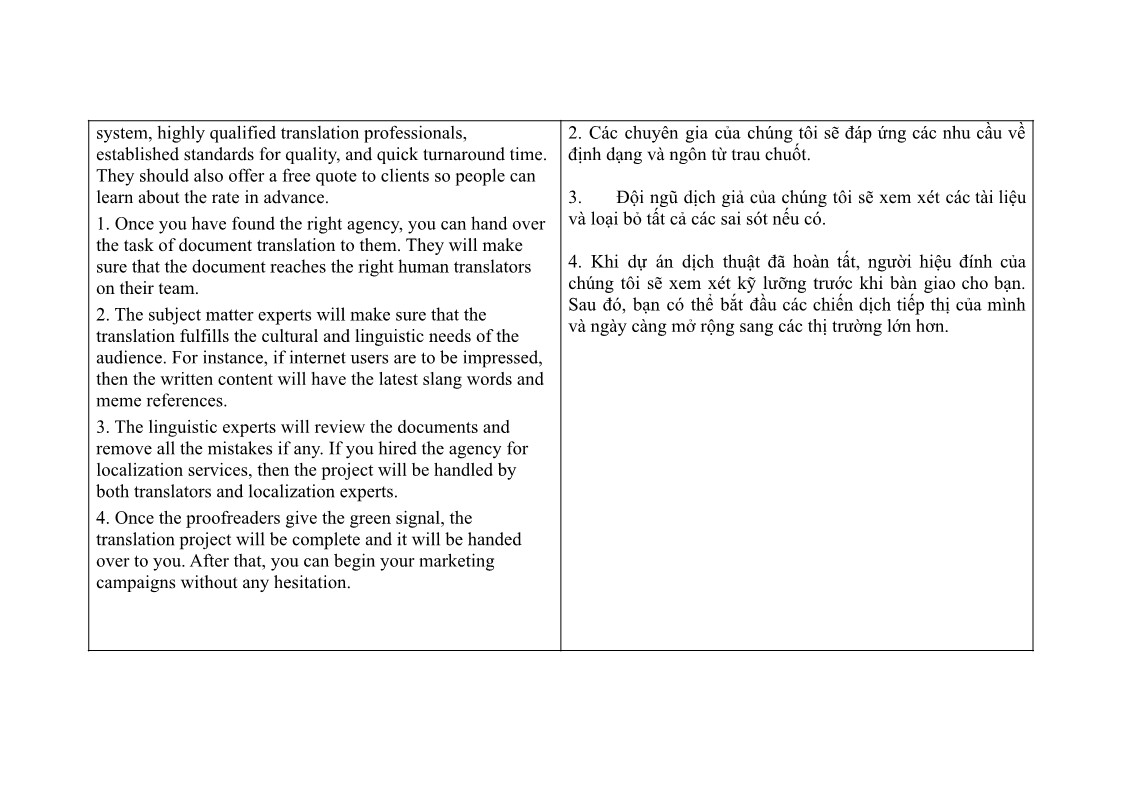 system, highly qualified translation professionals,
established standards for quality, and quick turnaround time.
They should also offer a free quote to clients so people can
learn about the rate in advance.
1. Once you have found the right agency, you can hand over
the task of document translation to them. They will make
sure that the document reaches the right human translators
on their team.
2. The subject matter experts will make sure that the
translation fulfills the cultural and linguistic needs of the
audience. For instance, if internet users are to be impressed,
then the written content will have the latest slang words and
meme references.
3. The linguistic experts will review the documents and
remove all the mistakes if any. If you hired the agency for
localization services, then the project will be handled by
both translators and localization experts.
4. Once the proofreaders give the green signal, the
translation project will be complete and it will be handed
over to you. After that, you can begin your marketing
campaigns without any hesitation.
2. Các chuyên gia của chúng tôi sẽ đáp ứng các nhu cầu về
định dạng và ngôn từ trau chuốt.
3. Đội ngũ dịch giả của chúng tôi sẽ xem xét các tài liệu
và loại bỏ tất cả các sai sót nếu có.
4. Khi dự án dịch thuật đã hoàn tất, người hiệu đính của
chúng tôi sẽ xem xét kỹ lưỡng trước khi bàn giao cho bạn.
Sau đó, bạn có thể bắt đầu các chiến dịch tiếp thị của mình
và ngày càng mở rộng sang các thị trường lớn hơn.